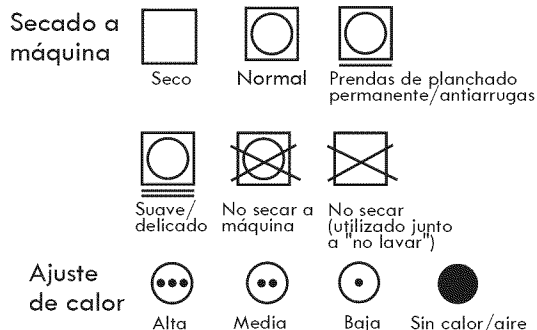 Secado a
máquina
Seco
Normal
Prendas de planchado
permanente/antiarrugas
Suave/
delicado
No secar a
máquina
No secar
(utilizado junto
a "no lavar")
Ajuste
de calor
Alta
Media
Baja
Sin calor/aire